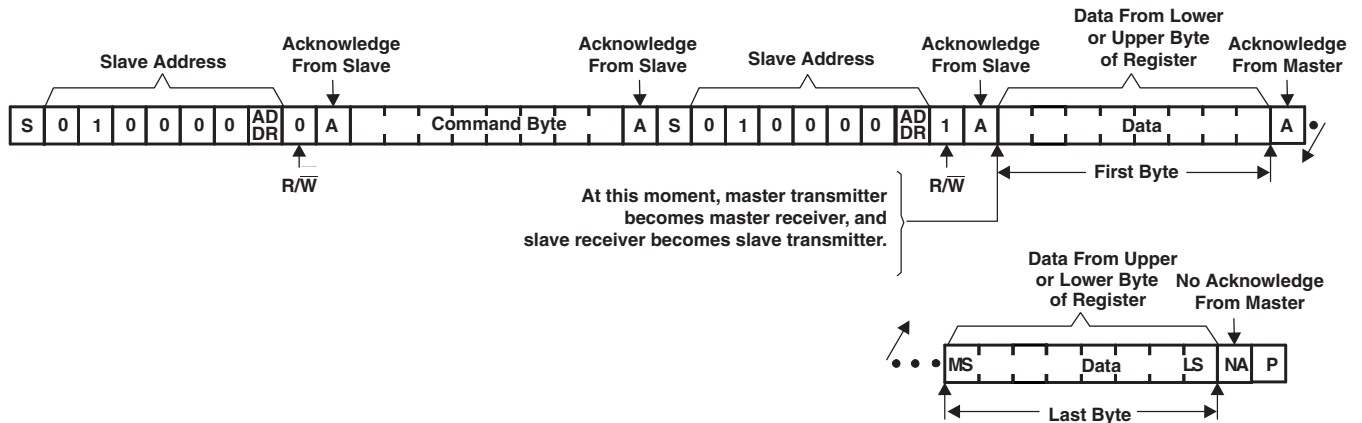 Slave Address
Acknowledge
From Slave
Acknowledge
From Slave
Slave Address
Acknowledge
From Slave
Data From Lower
or Upper Byte
of Register
Acknowledge
From Master
S 0 1 0 0 0 0 AD DR 0 A Command Byte A S 0 1 0 0 0 0 AD DR 1 A Data A
R/W̅
R/W̅
First Byte
At this moment, master transmitter
becomes master receiver, and
slave receiver becomes slave transmitter.
Data From Upper
or Lower Byte
of Register
No Acknowledge
From Master
MS Data LS NA P
Last Byte